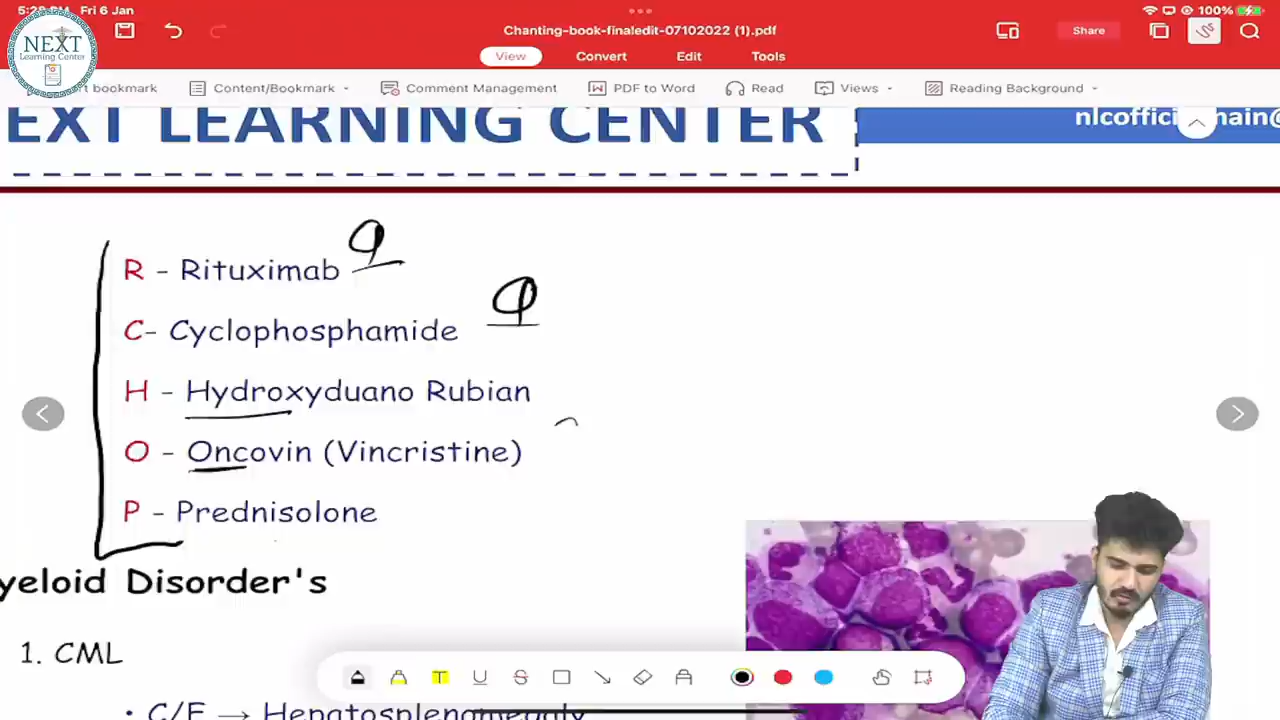 5:28 PM Fri 6 Jan
100%
Chanting-book-finaledit-07102022 (1).pdf
Share
NEXT
Learning Center
View
Convert
Edit
Tools
bookmark
Content/Bookmark
Comment Management
PDF to Word
Read
Views
Reading Background
EXT LEARNING CENTER
R - Rituximab
C- Cyclophosphamide
H - Hydroxyduano Rubian
O - Oncovin (Vincristine)
P - Prednisolone
yeloid Disorder's
1. CML
• C/F → Hepatosplenomegaly
T
U
S
A